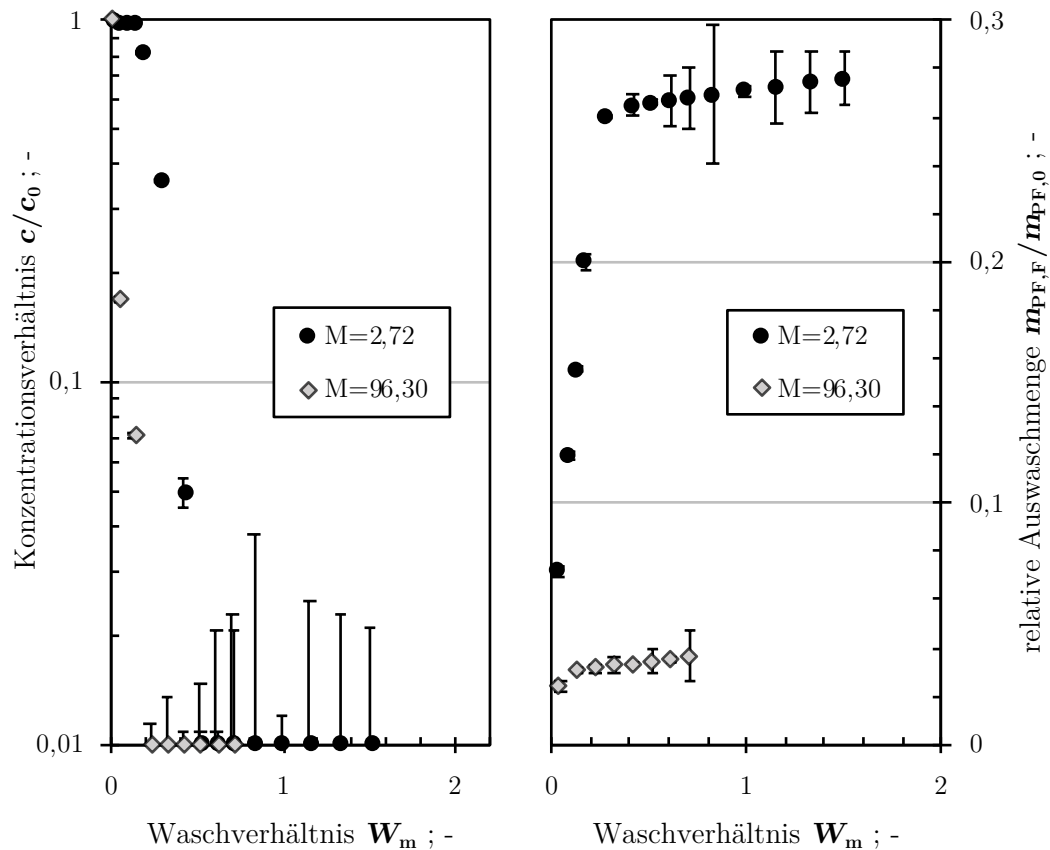 Konzentrationsverhältnis c/c0 ; -
1
0,1
0,01
M=2,72
M=96,30
0
1
2
Waschverhältnis Wm ; -
M=2,72
M=96,30
0,3
0,2
0,1
0
0
1
2
Waschverhältnis Wm ; -
relative Auswaschmenge mPF,F/mPF,0 ; -